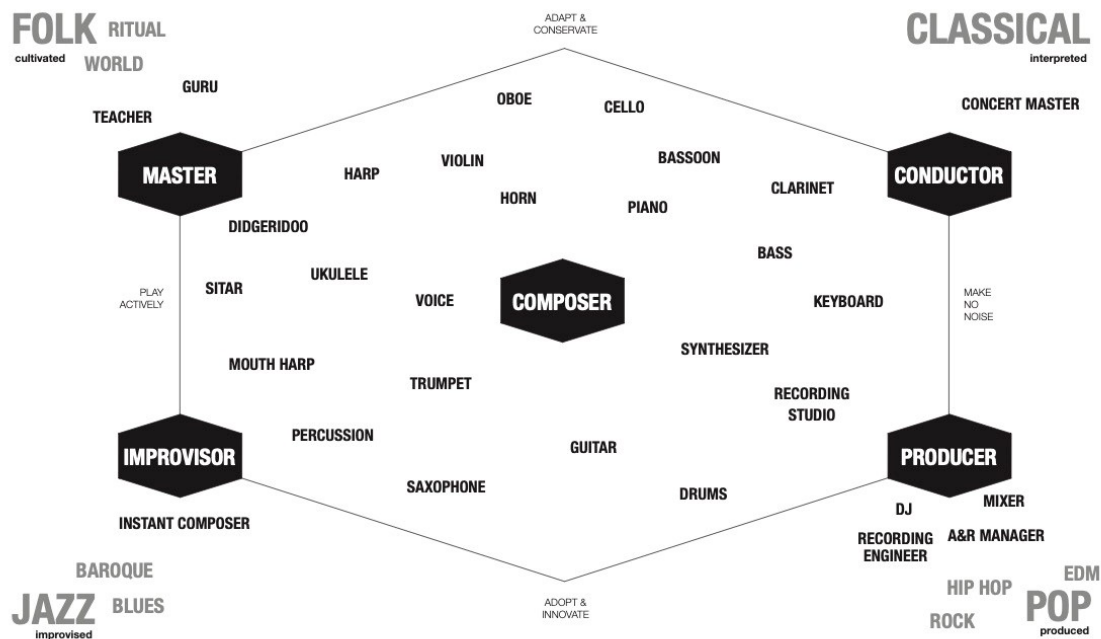 FOLK RITUAL
cultivated
WORLD
ADAPT &
CONSERVATE
CLASSICAL
interpreted
GURU
TEACHER
OBOE
CELLO
CONCERT MASTER
MASTER
HARP
VIOLIN
BASSOON
CLARINET
CONDUCTOR
HORN
PIANO
DIDGERIDOO
BASS
SITAR
UKULELE
VOICE
COMPOSER
KEYBOARD
PLAY
ACTIVELY
MAKE
NO
NOISE
SYNTHESIZER
MOUTH HARP
TRUMPET
RECORDING
STUDIO
PERCUSSION
GUITAR
IMPROVISOR
PRODUCER
SAXOPHONE
DRUMS
INSTANT COMPOSER
DJ
MIXER
RECORDING
ENGINEER
A&R MANAGER
BAROQUE
JAZZ BLUES
improvised
ADOPT &
INNOVATE
EDM
HIP HOP
ROCK
POP
produced